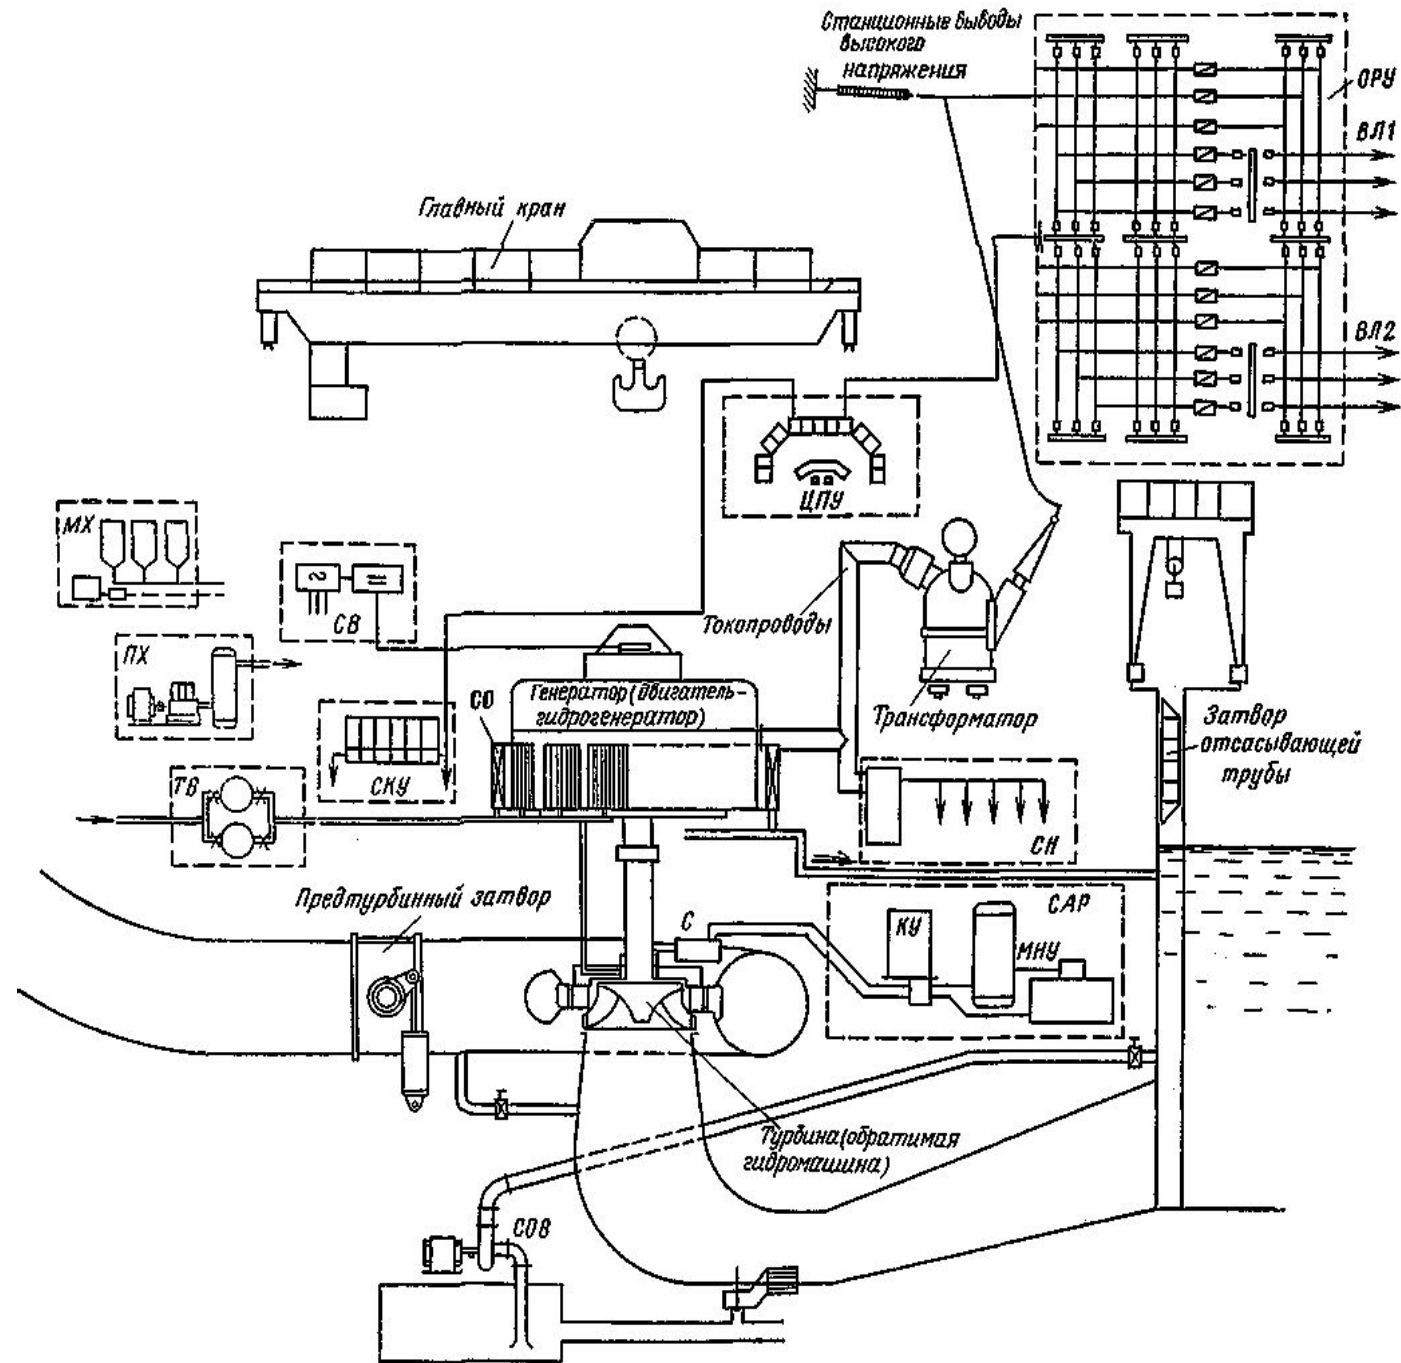 Станционные выводы
высокого
напряжения
ОРУ
ВЛ1
Главный кран
ВЛ2
ЦПУ
МХ
СВ
Токопроводы
ПХ
СО
Генератор (двигатель-
гидрогенератор)
Трансформатор
Затвор
отсасывающей
трубы
СКУ
ТВ
СН
Предтурбинный затвор
С
КУ
САР
МНУ
Турбина (обратимая
гидромашина)
СОВ